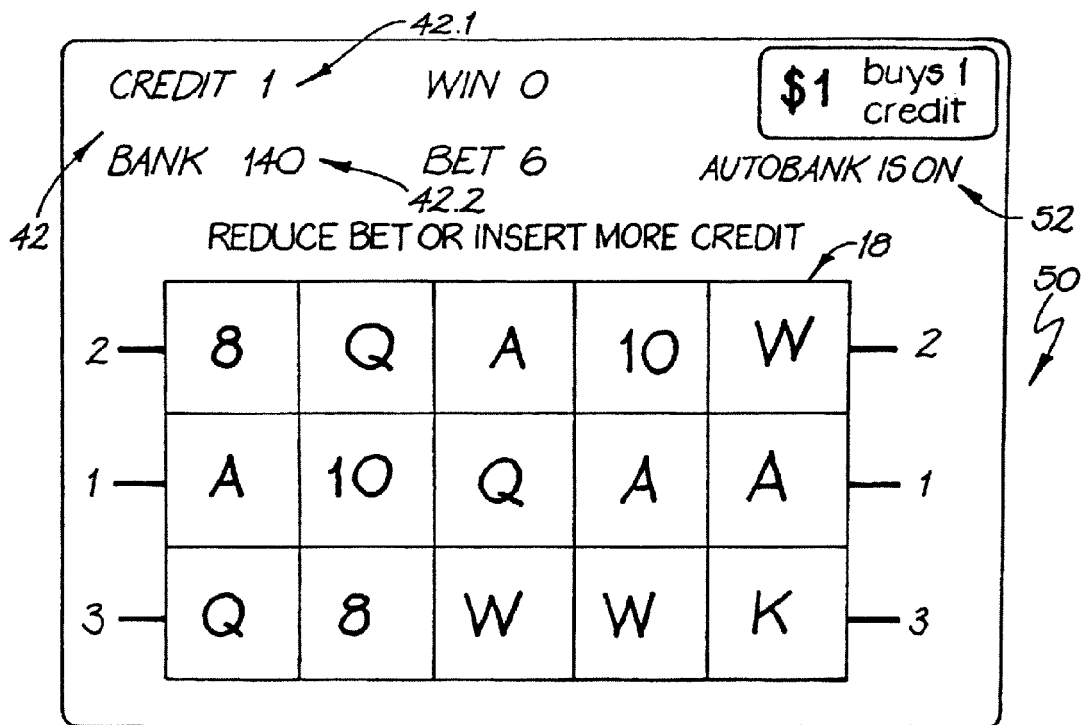 42.1
CREDIT 1 WIN 0 $1 buys 1
credit
BANK 140 BET 6 AUTOBANK IS ON
42.2
42 52
REDUCE BET OR INSERT MORE CREDIT 18
50
2 8 Q A 10 W 2
1 A 10 Q A A 1
3 Q 8 W W K 3